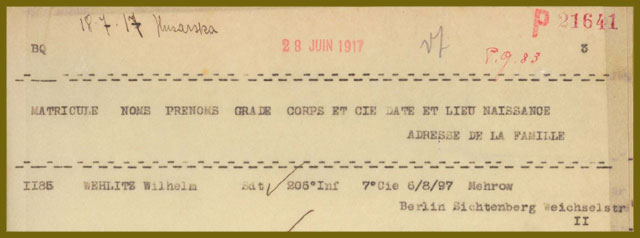 18.7.17 Husarska
P 21641
BQ 28 JUIN 1917 P.g. 83 3
MATRICULE NOMS PRENOMS GRADE CORPS ET CIE DATE ET LIEU NAISSANCE
ADRESSE DE LA FAMILLE
II85 WEHLITZ Wilhelm Sdt 205°Inf 7°Cie 6/8/97 Mehrow
Berlin Sichtenberg Weichselstr
II